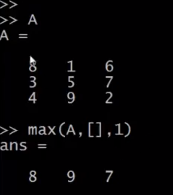 >>
>> A
A =
8 1 6
3 5 7
4 9 2
>> max(A,[],1)
ans =
8 9 7